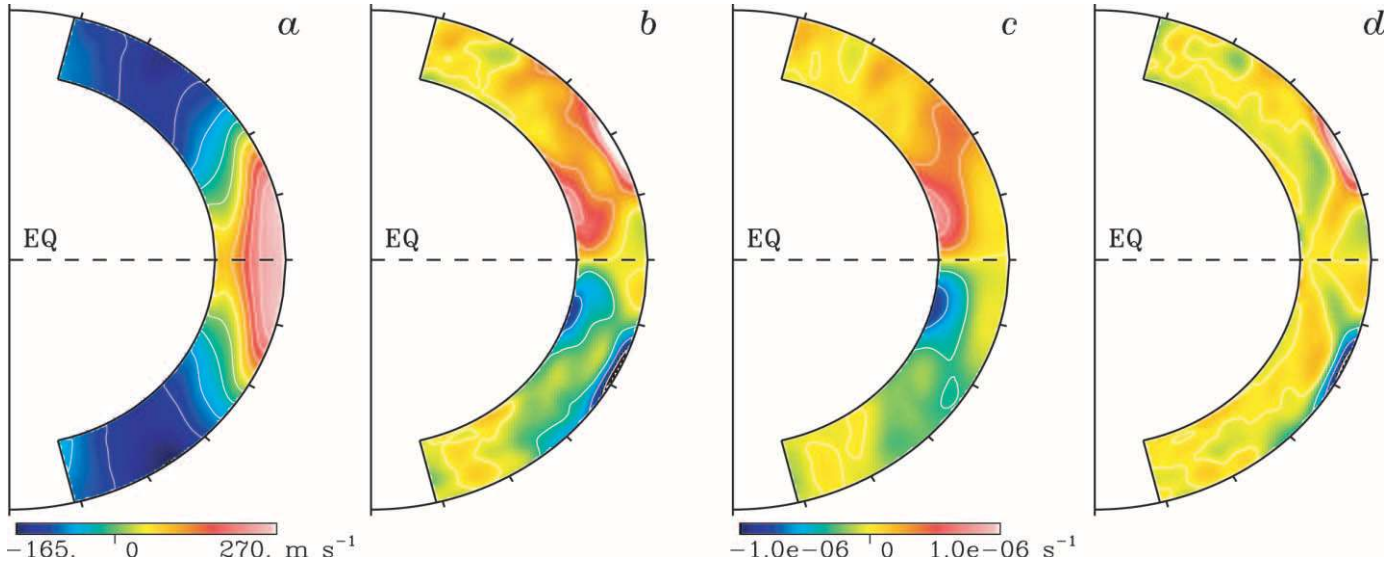 a b c d
EQ EQ EQ EQ
−165. 0 270. m s⁻¹ −1.0e−06 0 1.0e−06 s⁻¹